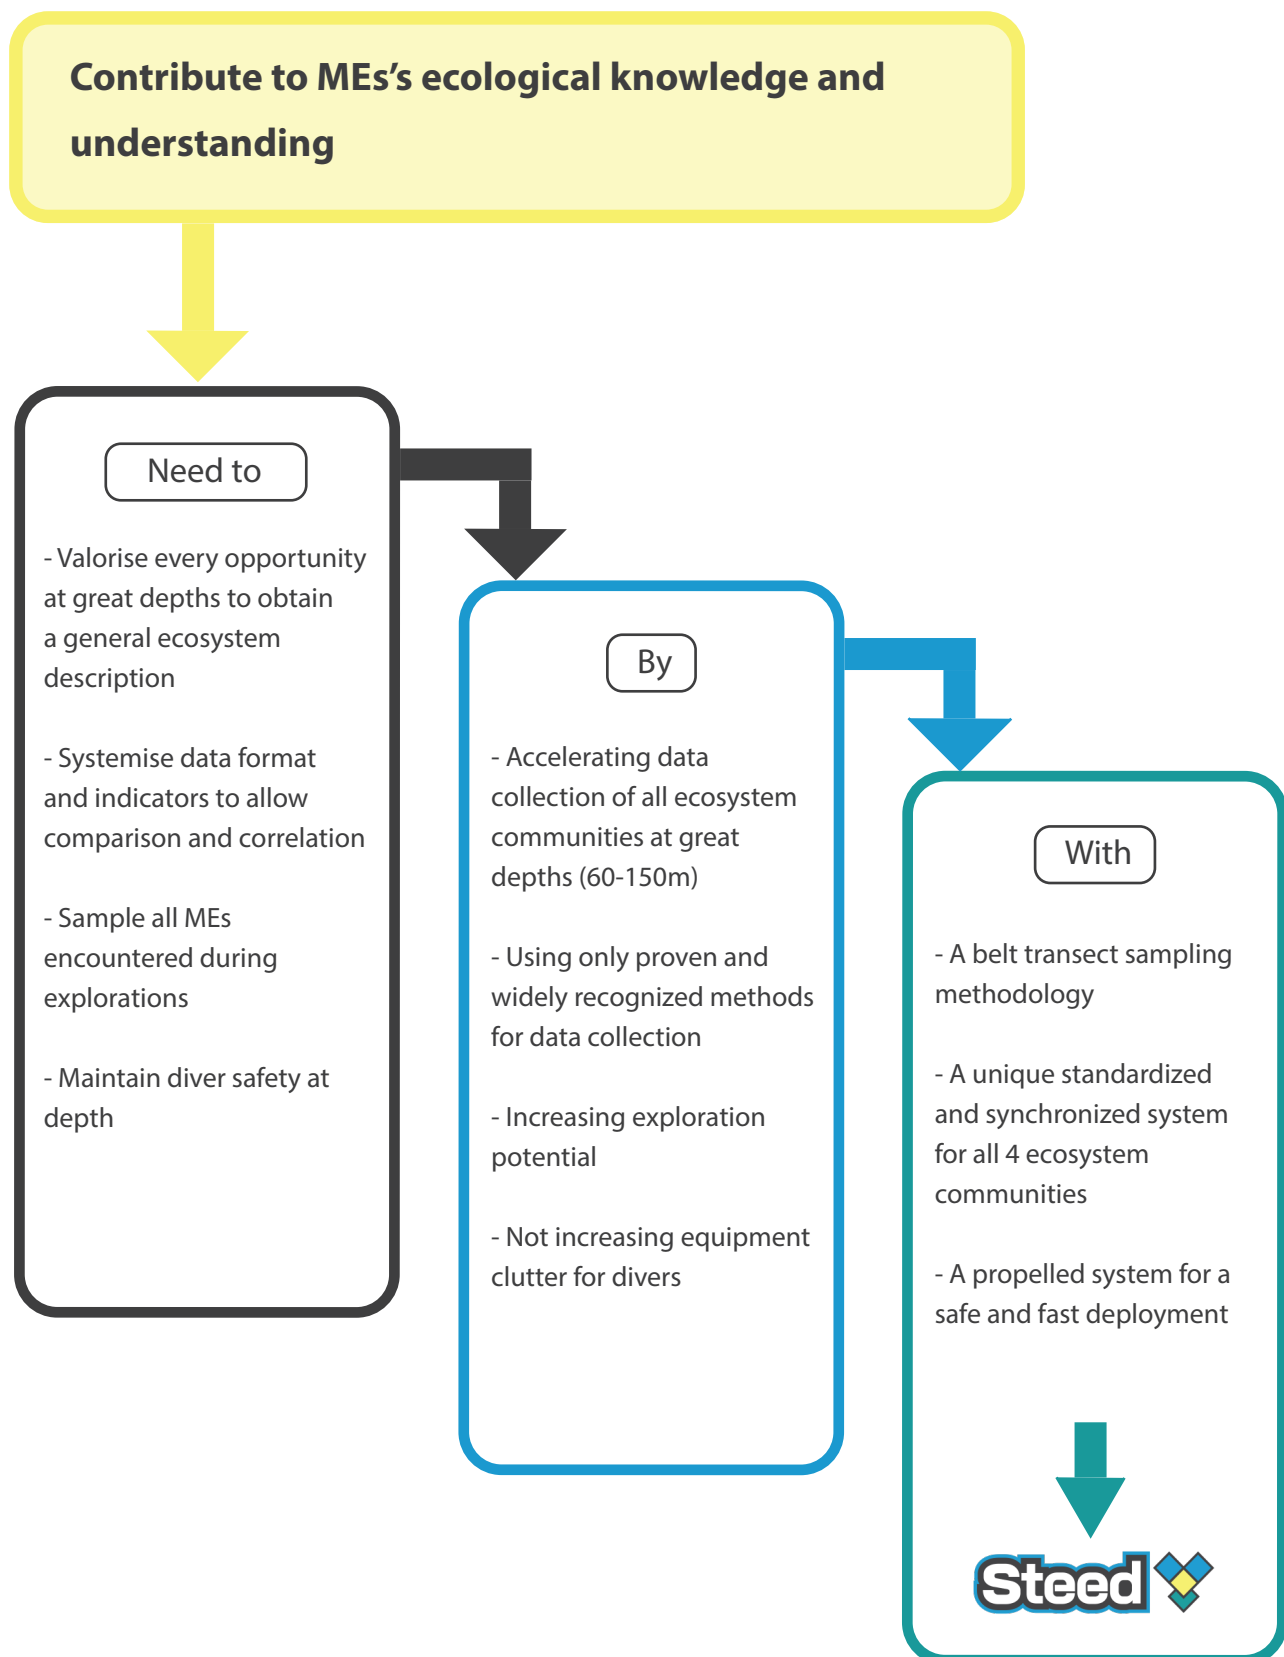 Contribute to MEs’s ecological knowledge and
understanding
Need to
- Valorise every opportunity
at great depths to obtain
a general ecosystem
description
- Systemise data format
and indicators to allow
comparison and correlation
- Sample all MEs
encountered during
explorations
- Maintain diver safety at
depth
By
- Accelerating data
collection of all ecosystem
communities at great
depths (60-150m)
- Using only proven and
widely recognized methods
for data collection
- Increasing exploration
potential
- Not increasing equipment
clutter for divers
With
- A belt transect sampling
methodology
- A unique standardized
and synchronized system
for all 4 ecosystem
communities
- A propelled system for a
safe and fast deployment
Steed